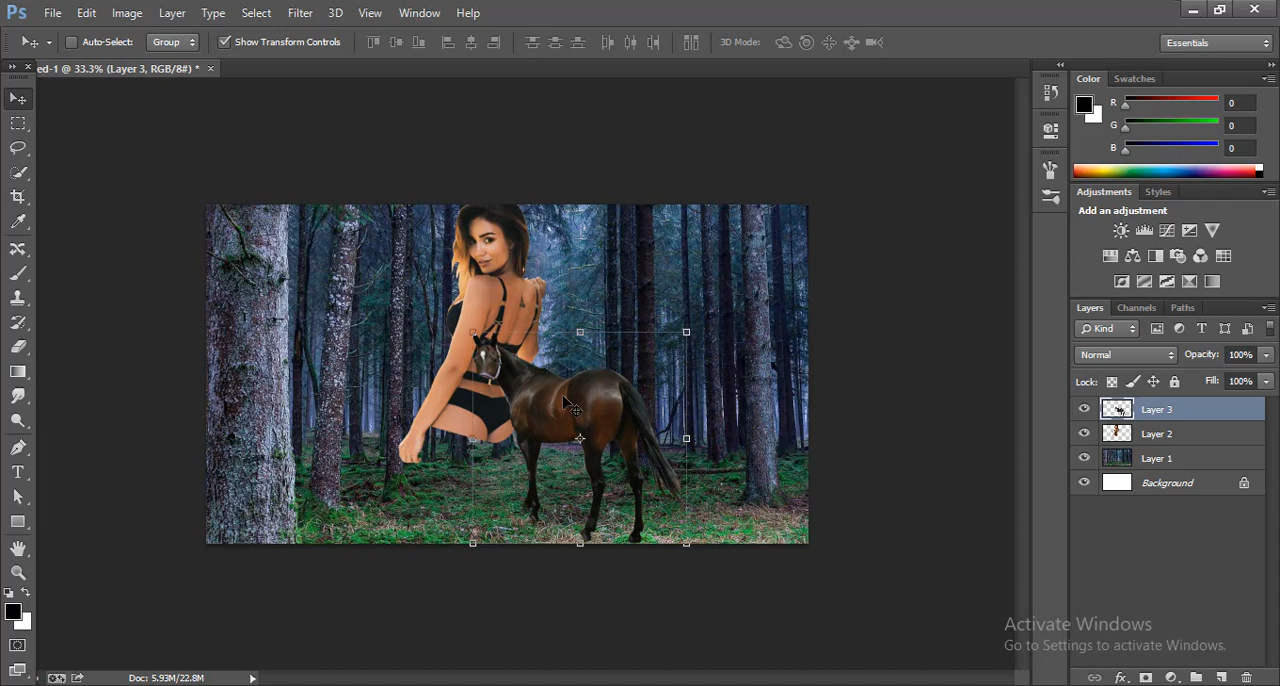 Ps File Edit Image Layer Type Select Filter 3D View Window Help
Auto-Select: Group Show Transform Controls 3D Mode: Essentials
ed-1 @ 33.3% (Layer 3, RGB/8#) * ×
Color Swatches
R 0
G 0
B 0
Adjustments Styles
Add an adjustment
Layers Channels Paths
Kind
Normal Opacity: 100%
Lock: Fill: 100%
Layer 3
Layer 2
Layer 1
Background
Activate Windows
Go to Settings to activate Windows.
Doc: 5.93M/22.8M